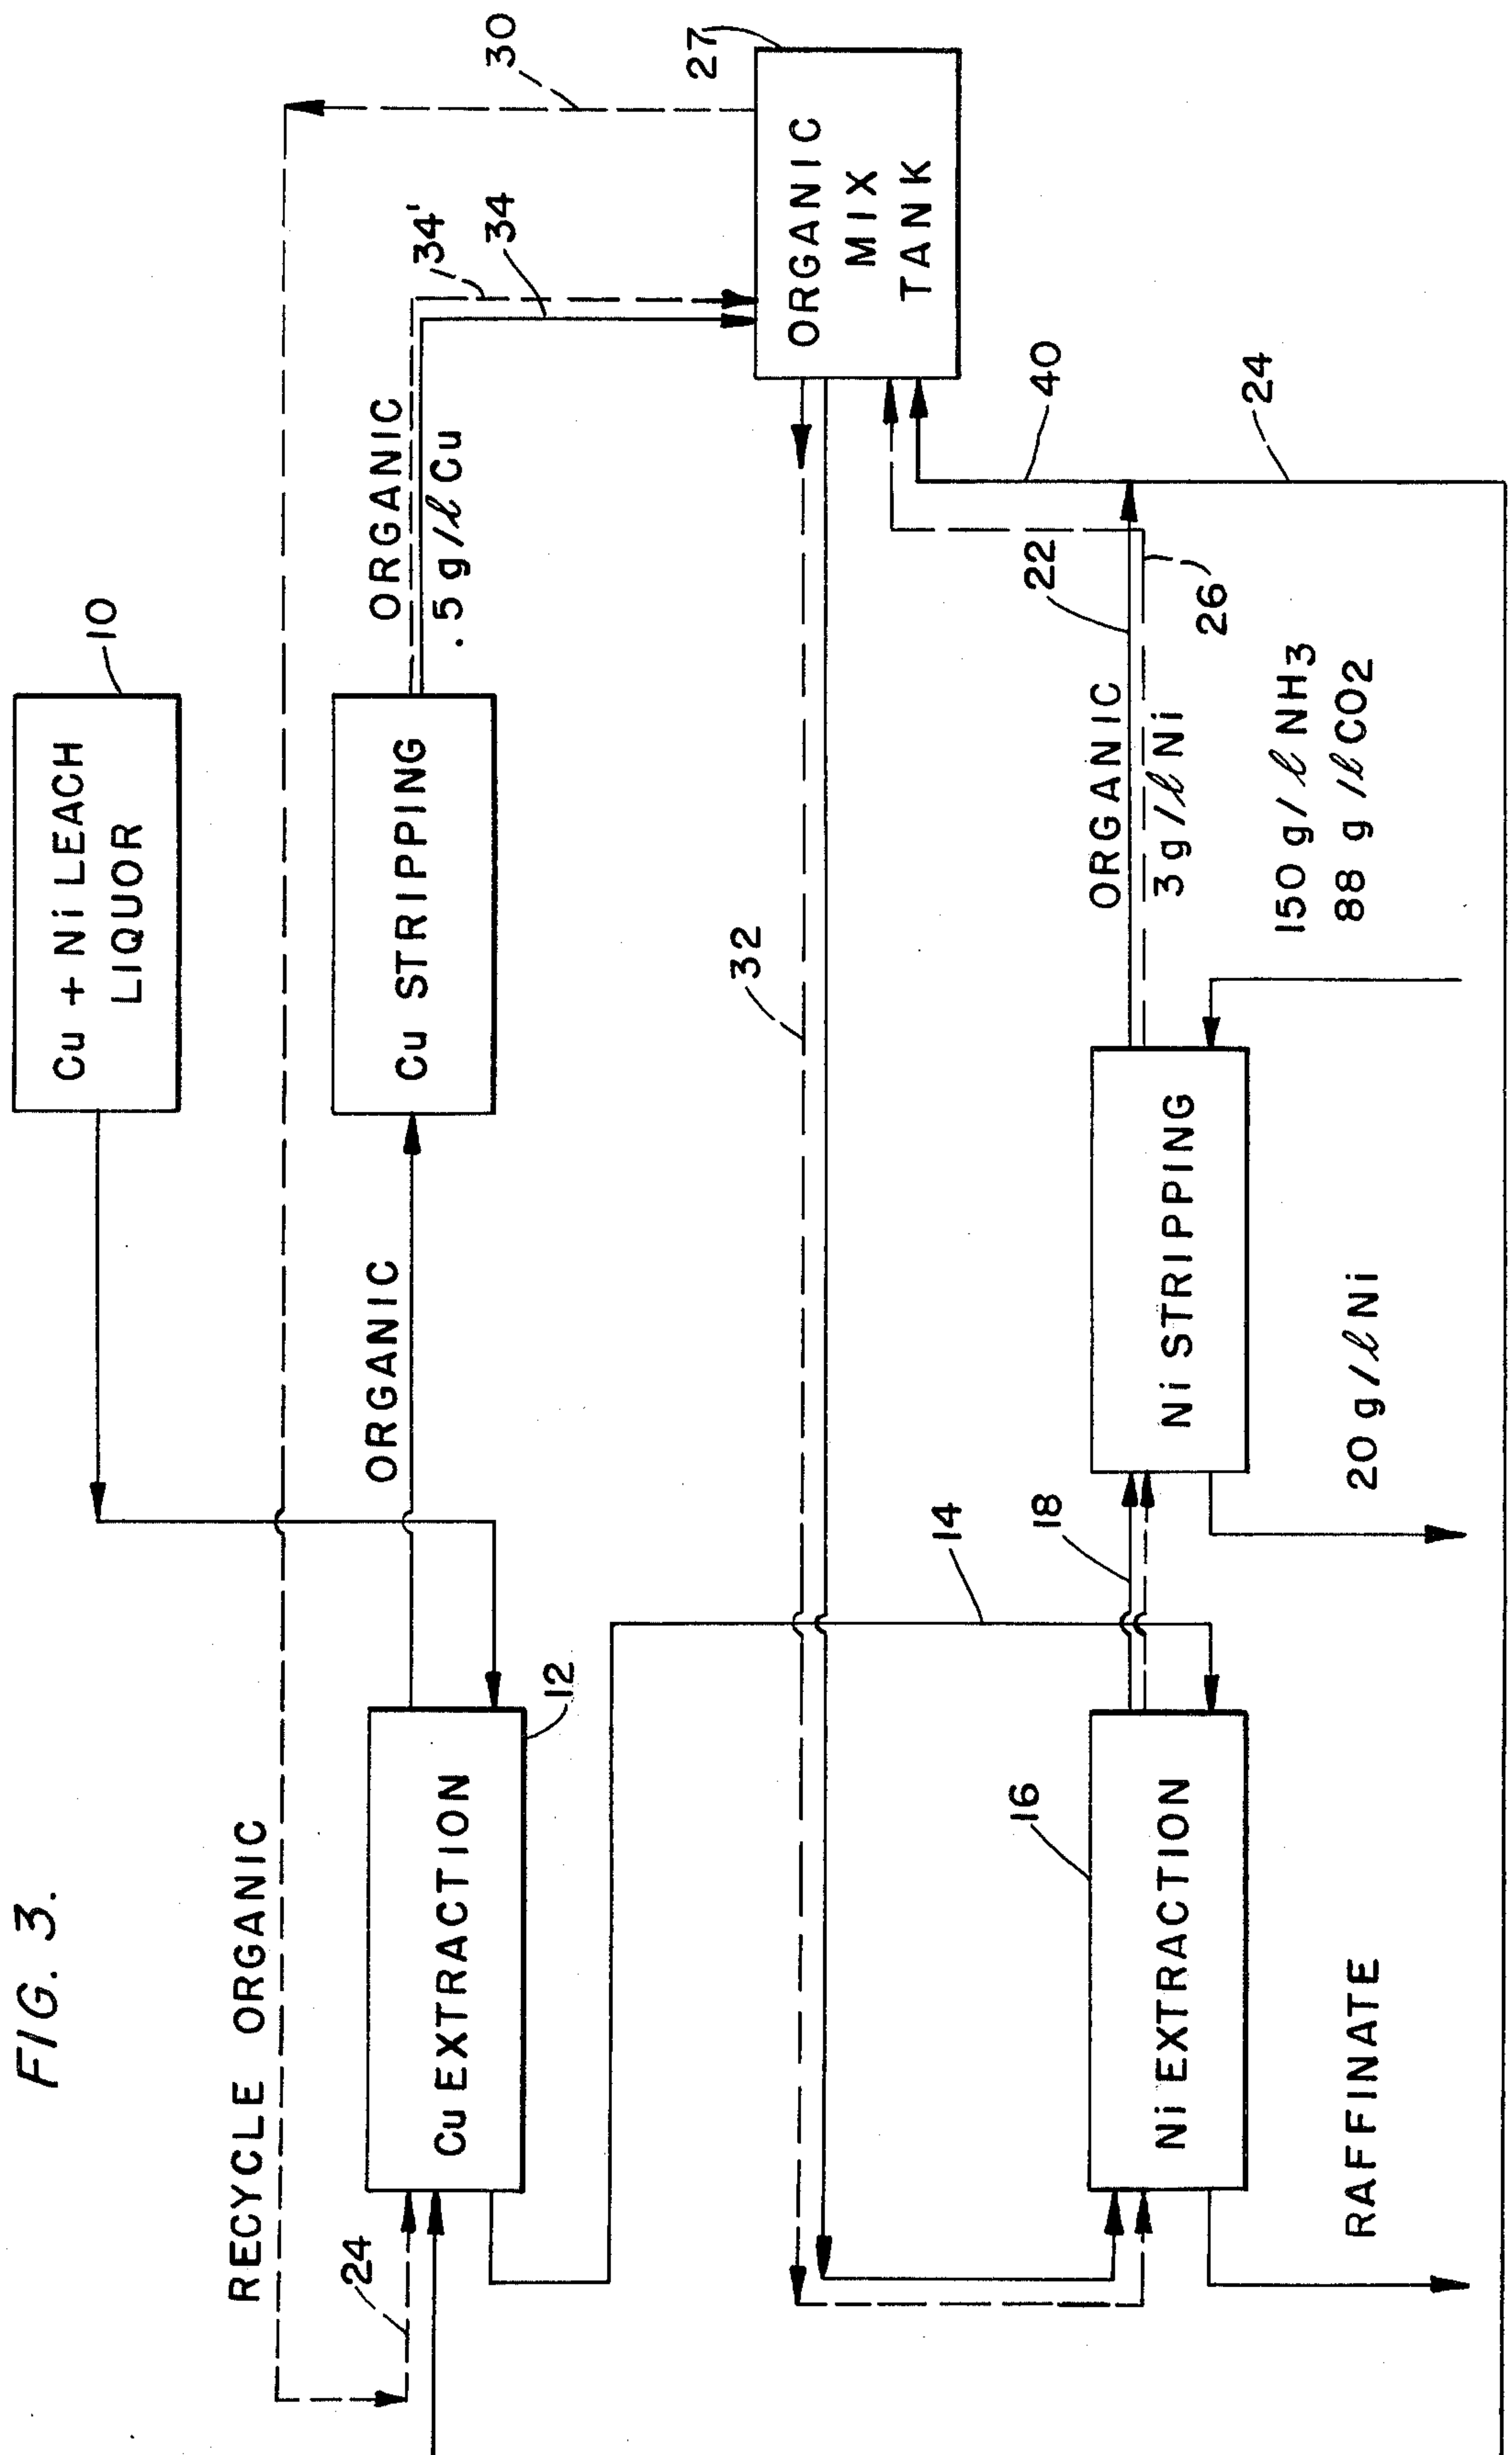 FIG. 3.
Cu + Ni LEACH
LIQUOR
10
RECYCLE ORGANIC
30
24
Cu EXTRACTION
12
ORGANIC
Cu STRIPPING
ORGANIC
.5 g/l Cu
34'
34
27
ORGANIC
MIX
TANK
32
14
16
Ni EXTRACTION
18
Ni STRIPPING
ORGANIC
3 g/l Ni
22
26
40
24
RAFFINATE
20 g/l Ni
150 g/l NH3
88 g/l CO2